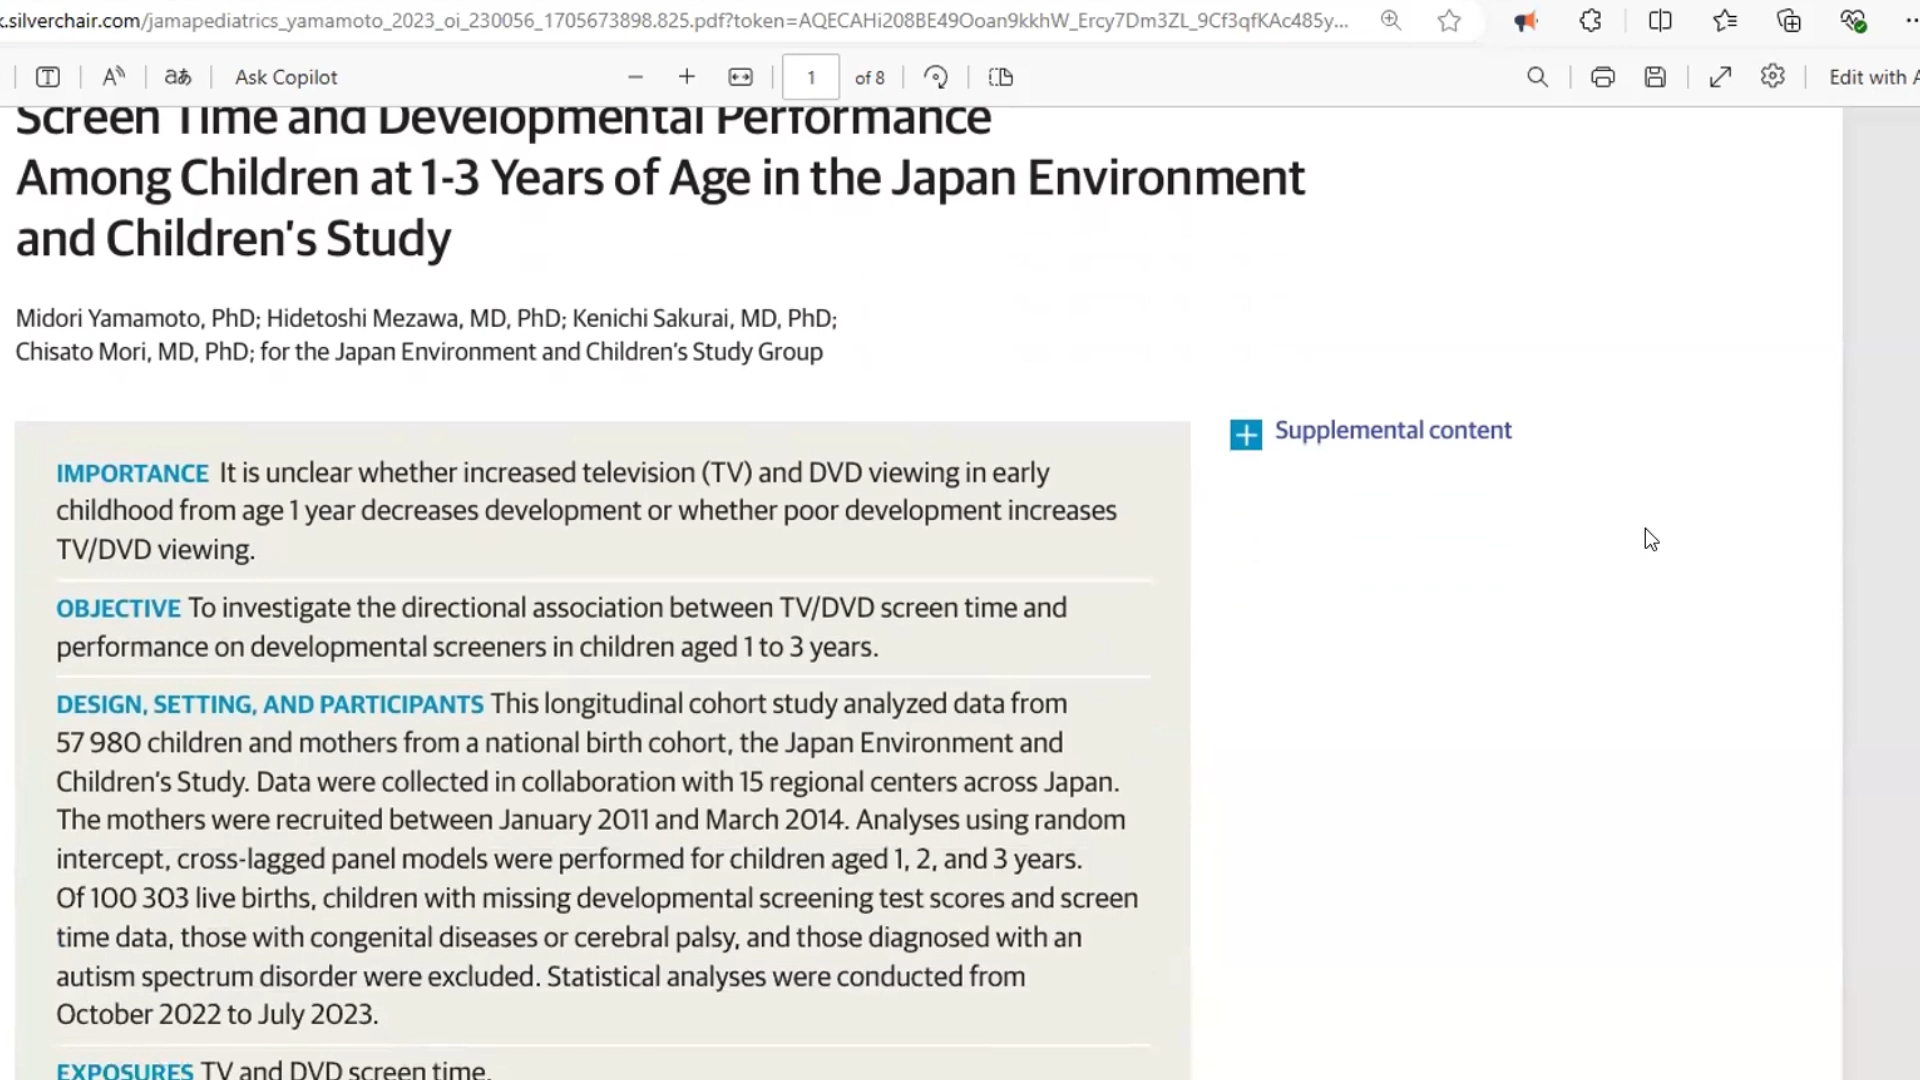 k.silverchair.com/jamapediatrics_yamamoto_2023_oi_230056_1705673898.825.pdf?token=AQECAHi208BE49Ooan9kkhW_Ercy7Dm3ZL_9Cf3qfKAc485y...
Ask Copilot
1 of 8
Edit with A
Screen Time and Developmental Performance
Among Children at 1-3 Years of Age in the Japan Environment
and Children's Study
Midori Yamamoto, PhD; Hidetoshi Mezawa, MD, PhD; Kenichi Sakurai, MD, PhD;
Chisato Mori, MD, PhD; for the Japan Environment and Children's Study Group
Supplemental content
IMPORTANCE It is unclear whether increased television (TV) and DVD viewing in early
childhood from age 1 year decreases development or whether poor development increases
TV/DVD viewing.
OBJECTIVE To investigate the directional association between TV/DVD screen time and
performance on developmental screeners in children aged 1 to 3 years.
DESIGN, SETTING, AND PARTICIPANTS This longitudinal cohort study analyzed data from
57 980 children and mothers from a national birth cohort, the Japan Environment and
Children's Study. Data were collected in collaboration with 15 regional centers across Japan.
The mothers were recruited between January 2011 and March 2014. Analyses using random
intercept, cross-lagged panel models were performed for children aged 1, 2, and 3 years.
Of 100 303 live births, children with missing developmental screening test scores and screen
time data, those with congenital diseases or cerebral palsy, and those diagnosed with an
autism spectrum disorder were excluded. Statistical analyses were conducted from
October 2022 to July 2023.
EXPOSURES TV and DVD screen time.